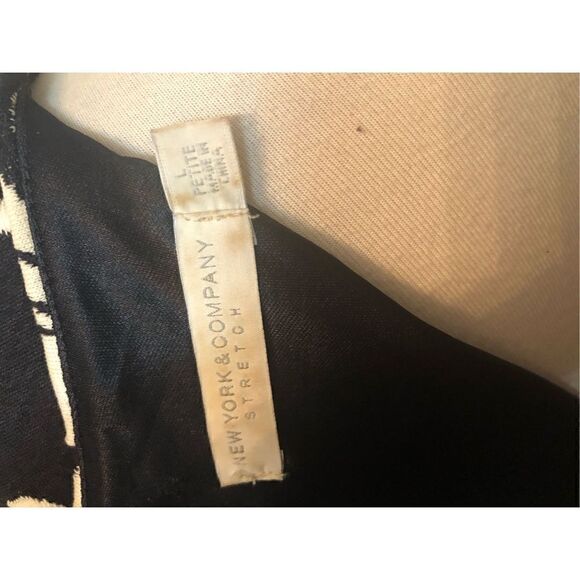 L
PETITE
MADE IN
CHINA
NEW YORK & COMPANY
STRETCH